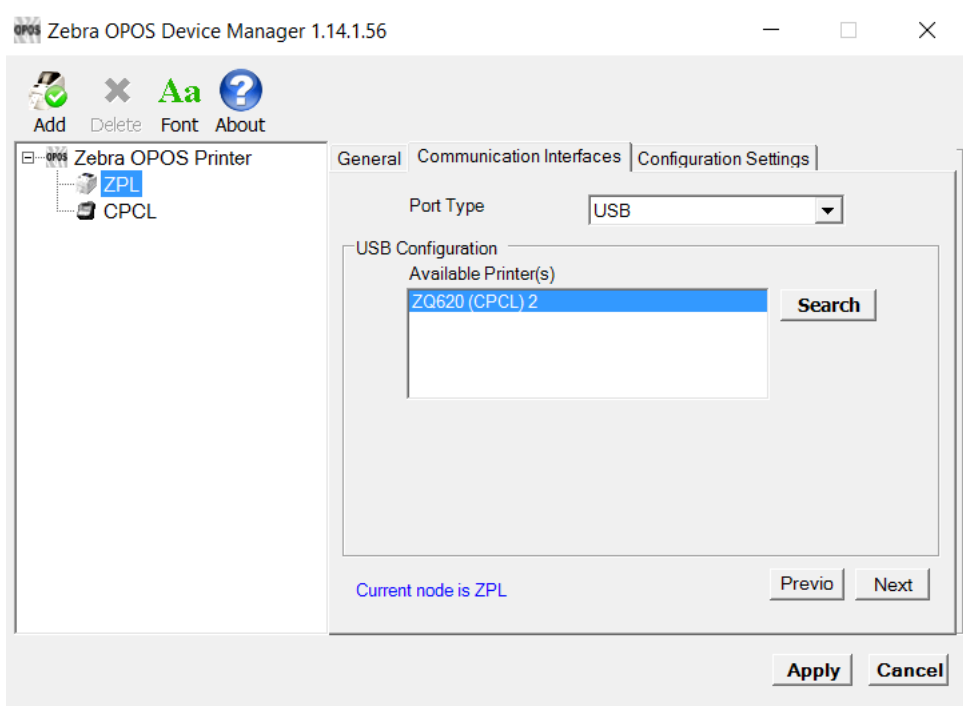 OPOS Zebra OPOS Device Manager 1.14.1.56
Aa
?
Add Delete Font About
OPOS Zebra OPOS Printer
ZPL
CPCL
General Communication Interfaces Configuration Settings
Port Type USB
USB Configuration
Available Printer(s)
ZQ620 (CPCL) 2
Search
Current node is ZPL
Previo Next
Apply Cancel